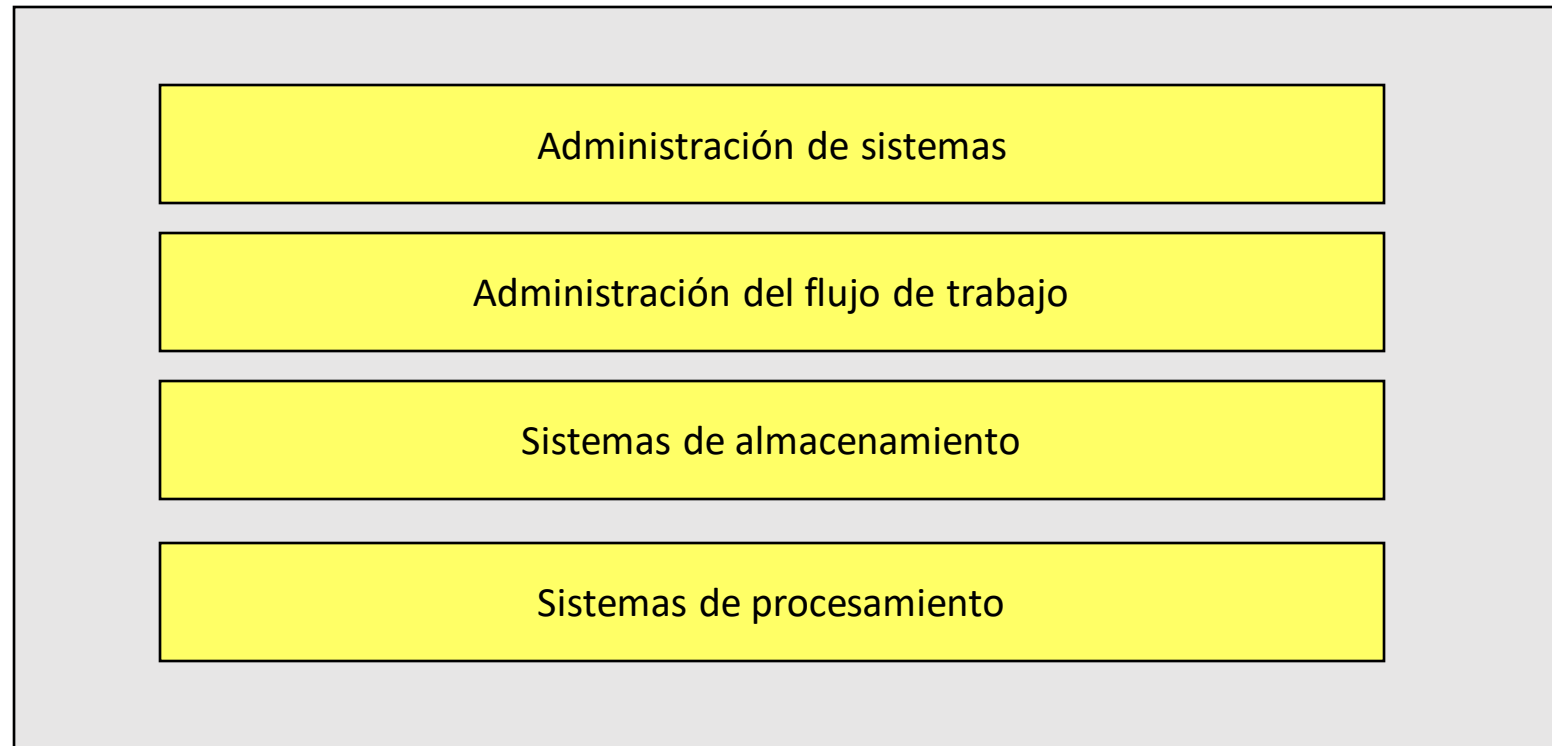 Administración de sistemas
Administración del flujo de trabajo
Sistemas de almacenamiento
Sistemas de procesamiento